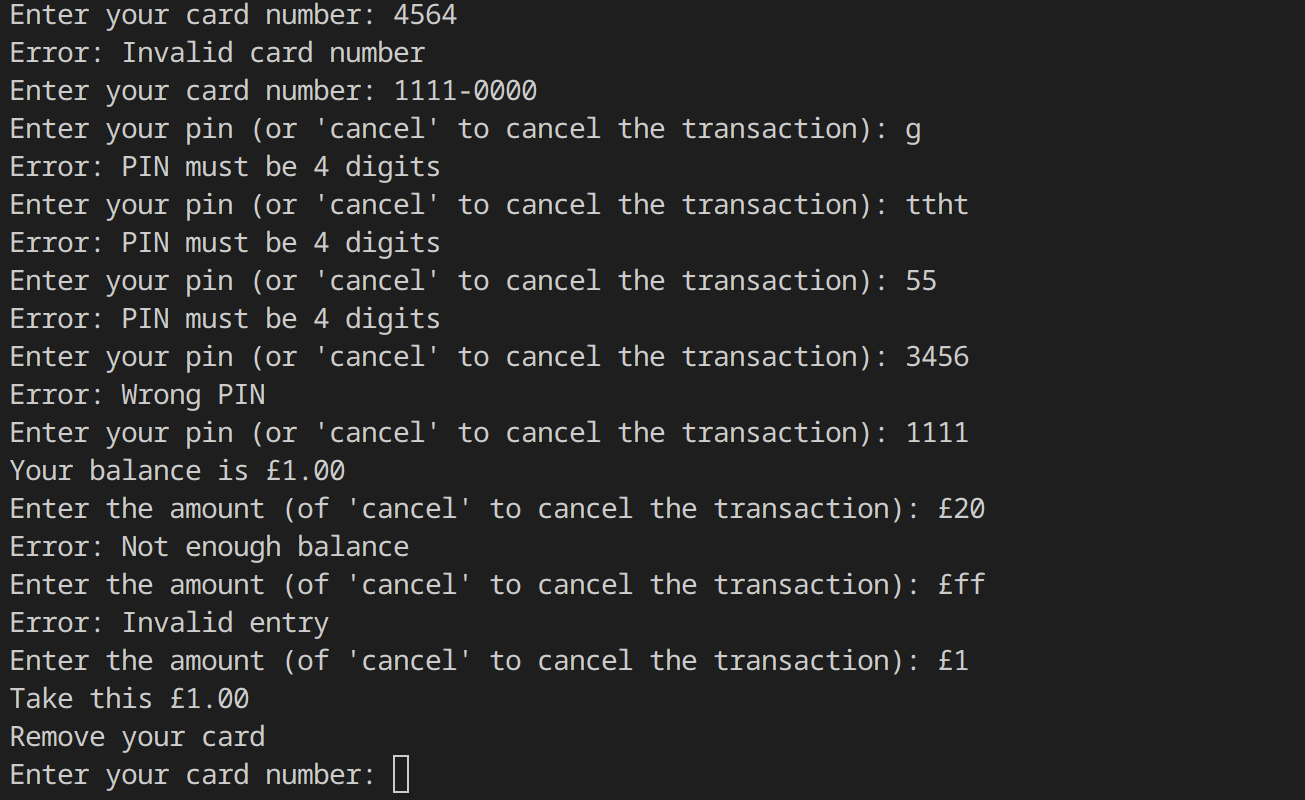 Enter your card number: 4564
Error: Invalid card number
Enter your card number: 1111-0000
Enter your pin (or 'cancel' to cancel the transaction): g
Error: PIN must be 4 digits
Enter your pin (or 'cancel' to cancel the transaction): ttht
Error: PIN must be 4 digits
Enter your pin (or 'cancel' to cancel the transaction): 55
Error: PIN must be 4 digits
Enter your pin (or 'cancel' to cancel the transaction): 3456
Error: Wrong PIN
Enter your pin (or 'cancel' to cancel the transaction): 1111
Your balance is £1.00
Enter the amount (of 'cancel' to cancel the transaction): £20
Error: Not enough balance
Enter the amount (of 'cancel' to cancel the transaction): £ff
Error: Invalid entry
Enter the amount (of 'cancel' to cancel the transaction): £1
Take this £1.00
Remove your card
Enter your card number: